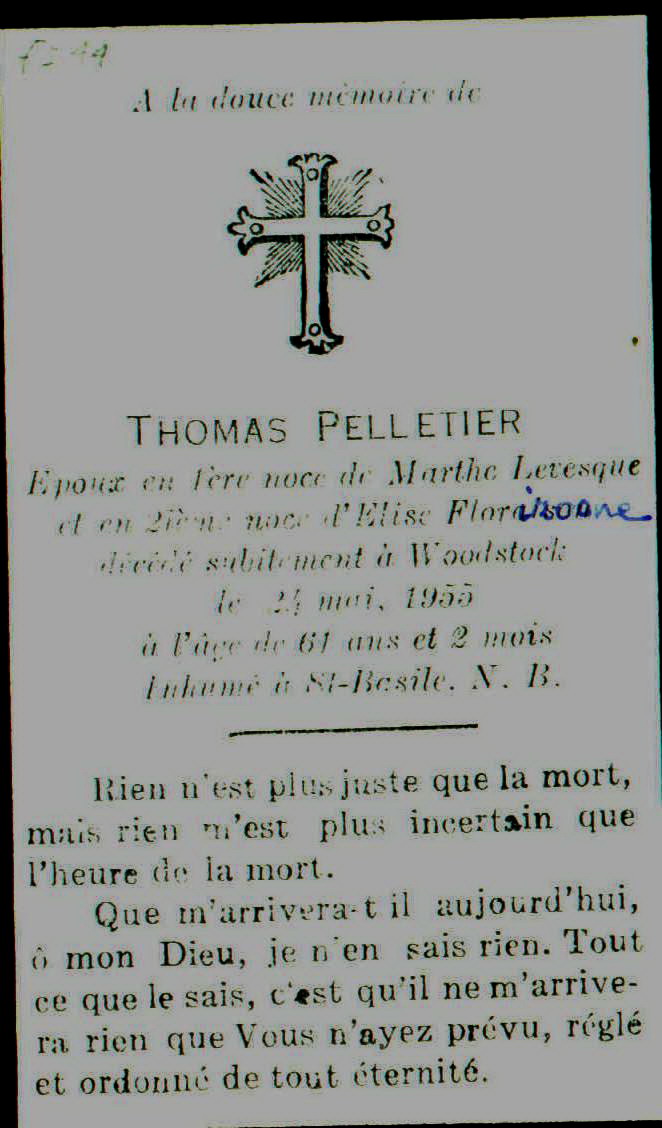 A la douce mémoire de
THOMAS PELLETIER
Epoux en 1ère noce de Marthe Levesque
et en 2ième noce d'Elise Floraisonne
décédé subitement à Woodstock
le 24 mai, 1955
à l'âge de 61 ans et 2 mois
Inhumé à St-Basile, N. B.
Rien n'est plus juste que la mort,
mais rien m'est plus incertain que
l'heure de la mort.
Que m'arrivera-t il aujourd'hui,
ô mon Dieu, je n'en sais rien. Tout
ce que le sais, c'est qu'il ne m'arrive-
ra rien que Vous n'ayez prévu, réglé
et ordonné de tout éternité.